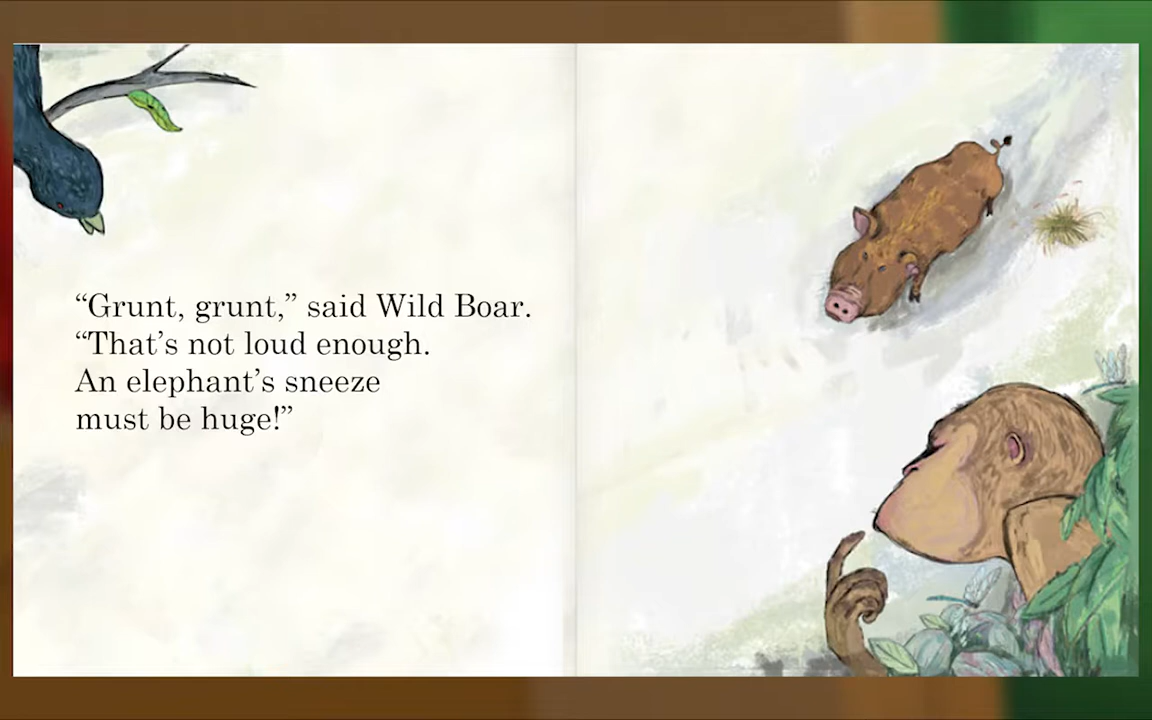 “Grunt, grunt,” said Wild Boar.
“That’s not loud enough.
An elephant’s sneeze
must be huge!”